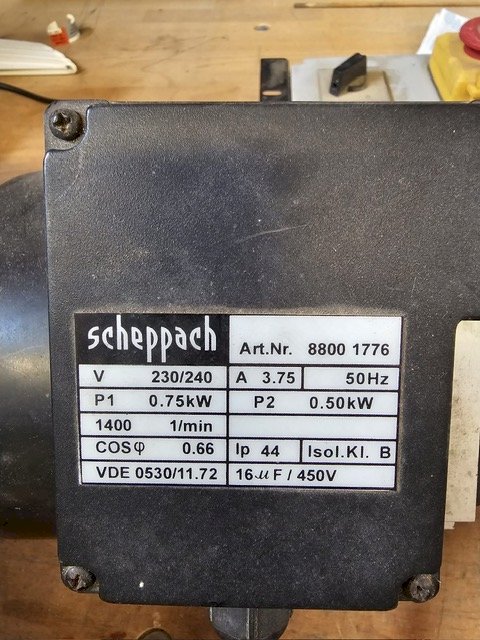 scheppach Art.Nr. 8800 1776
V 230/240 A 3.75 50Hz
P1 0.75kW P2 0.50kW
1400 1/min
COSφ 0.66 Ip 44 Isol.Kl. B
VDE 0530/11.72 16μF / 450V